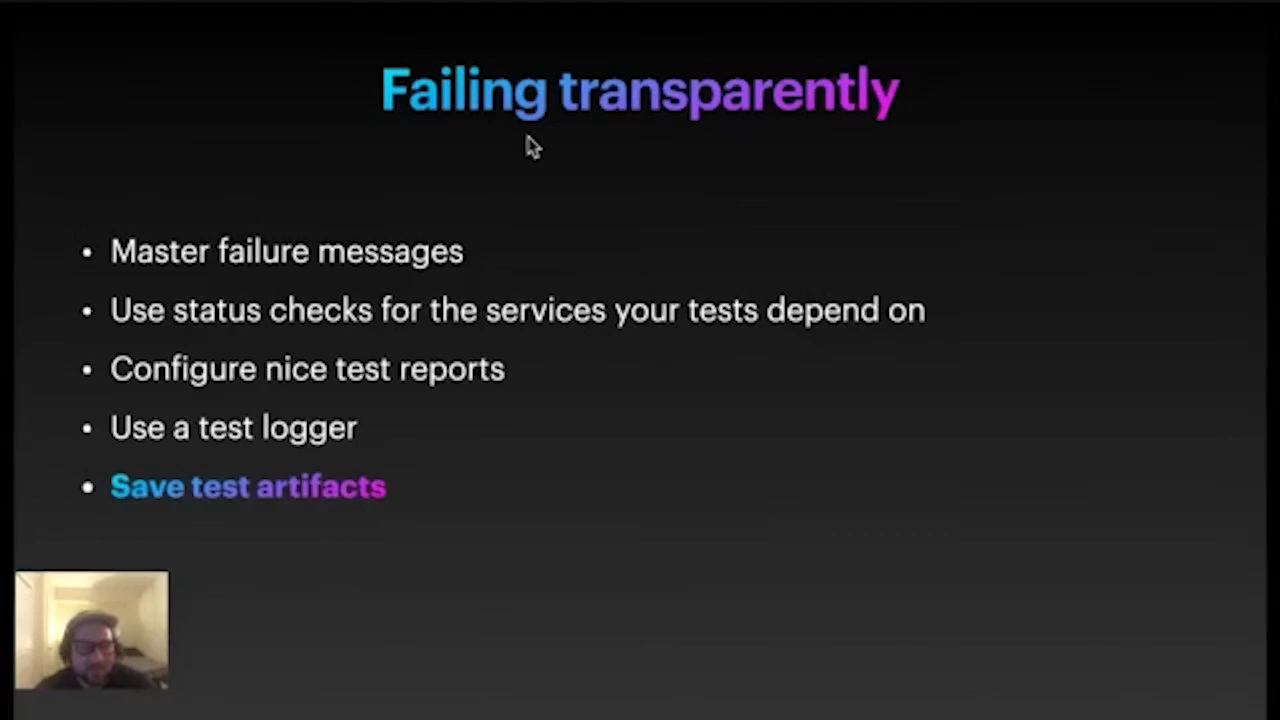 Failing transparently
• Master failure messages
• Use status checks for the services your tests depend on
• Configure nice test reports
• Use a test logger
• Save test artifacts